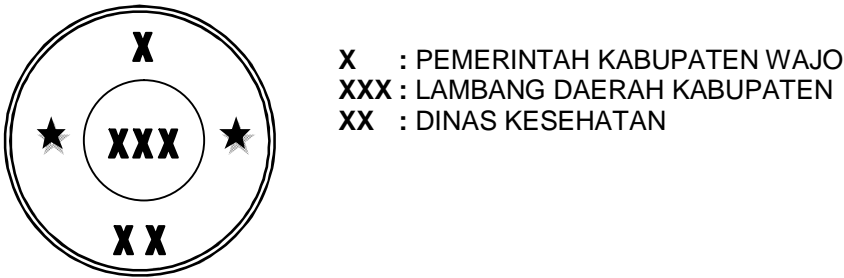 X
XXX
XX
X : PEMERINTAH KABUPATEN WAJO
XXX : LAMBANG DAERAH KABUPATEN
XX : DINAS KESEHATAN